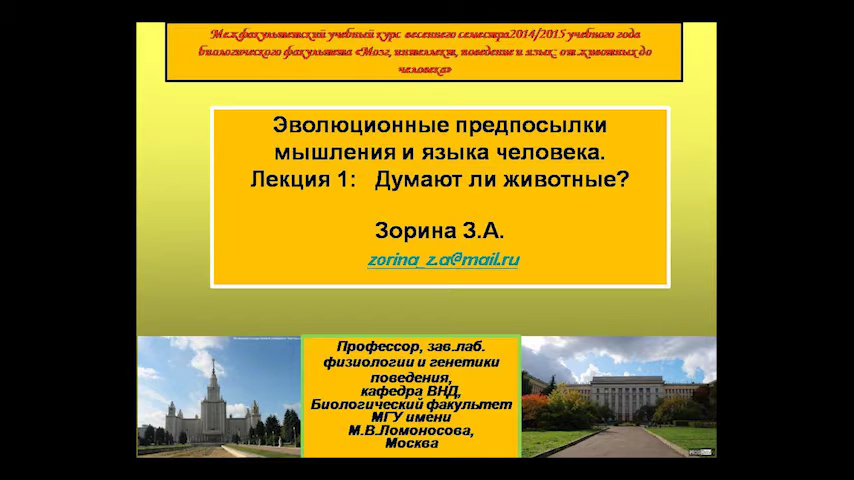 Межфакультетский учебный курс весеннего семестра2014/2015 учебного года
биологического факультета «Мозг, интеллект, поведение и язык: от животных до
человека»
Эволюционные предпосылки
мышления и языка человека.
Лекция 1: Думают ли животные?
Зорина З.А.
zorina_z.a@mail.ru
Профессор, зав.лаб.
физиологии и генетики
поведения,
кафедра ВНД,
Биологический факультет
МГУ имени
М.В.Ломоносова,
Москва